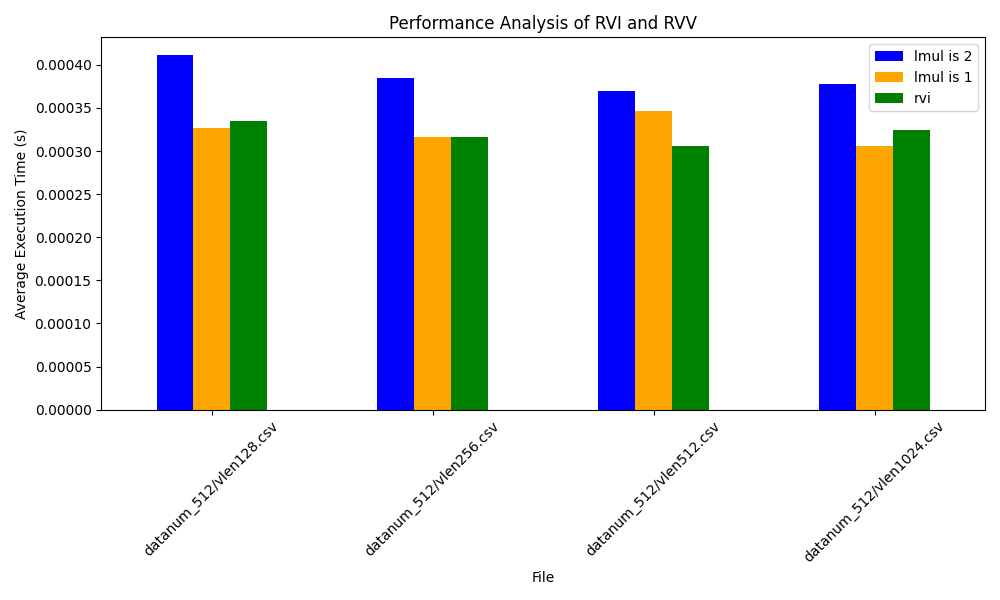 Performance Analysis of RVI and RVV
lmul is 2
lmul is 1
rvi
Average Execution Time (s)
0.00040
0.00035
0.00030
0.00025
0.00020
0.00015
0.00010
0.00005
0.00000
datanum_512/vlen128.csv
datanum_512/vlen256.csv
datanum_512/vlen512.csv
datanum_512/vlen1024.csv
File